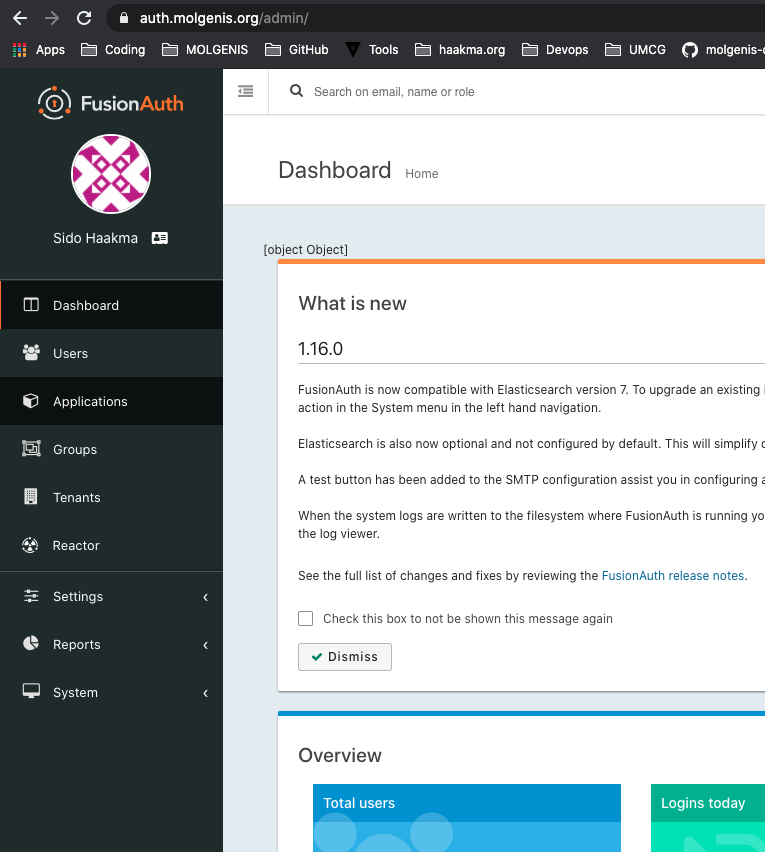 auth.molgenis.org/admin/
Apps Coding MOLGENIS GitHub Tools haakma.org Devops UMCG molgenis-
FusionAuth
Search on email, name or role
Sido Haakma
Dashboard Home
[object Object]
Dashboard
Users
Applications
Groups
Tenants
Reactor
Settings
Reports
System
What is new
1.16.0
FusionAuth is now compatible with Elasticsearch version 7. To upgrade an existing
action in the System menu in the left hand navigation.
Elasticsearch is also now optional and not configured by default. This will simplify
A test button has been added to the SMTP configuration assist you in configuring
When the system logs are written to the filesystem where FusionAuth is running yo
the log viewer.
See the full list of changes and fixes by reviewing the FusionAuth release notes.
Check this box to not be shown this message again
Dismiss
Overview
Total users
Logins today